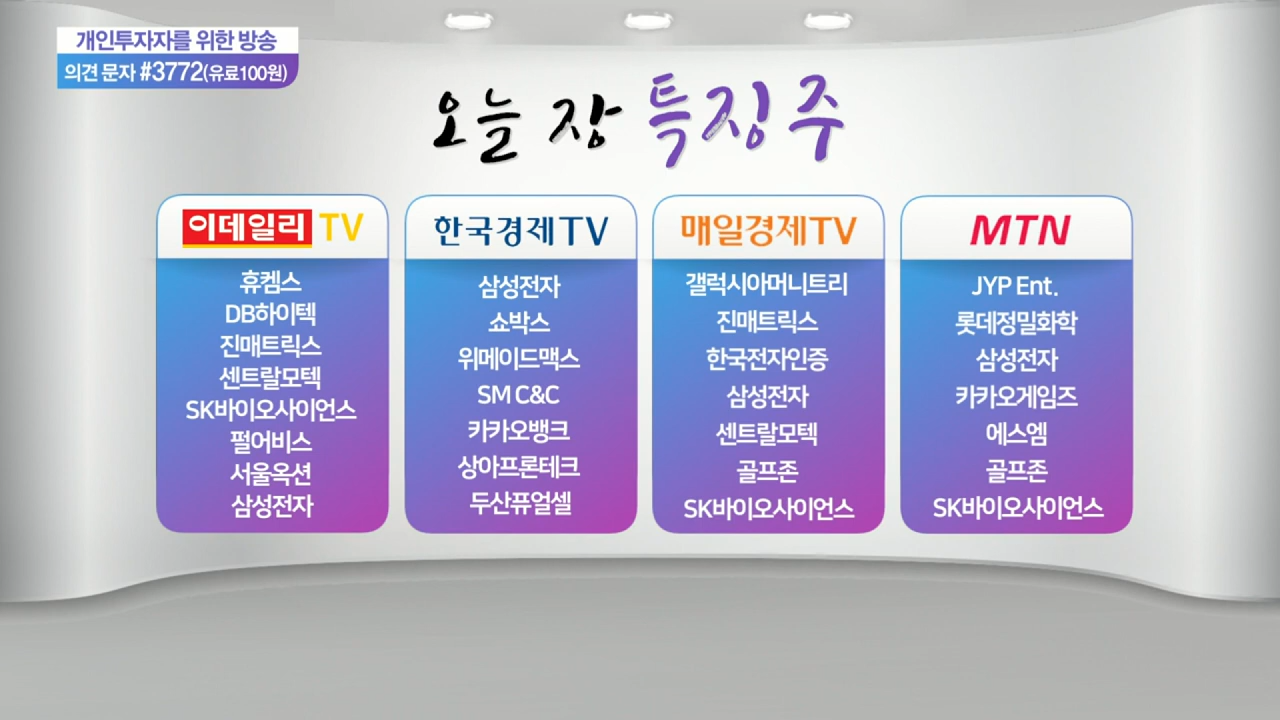 개인투자자를 위한 방송
의견 문자 #3772(유료100원)
오늘 장 특징주
이데일리 TV
휴켐스
DB하이텍
진매트릭스
센트랄모텍
SK바이오사이언스
펄어비스
서울옥션
삼성전자
한국경제TV
삼성전자
쇼박스
위메이드맥스
SM C&C
카카오뱅크
상아프론테크
두산퓨얼셀
매일경제TV
갤럭시아머니트리
진매트릭스
한국전자인증
삼성전자
센트랄모텍
골프존
SK바이오사이언스
MTN
JYP Ent.
롯데정밀화학
삼성전자
카카오게임즈
에스엠
골프존
SK바이오사이언스